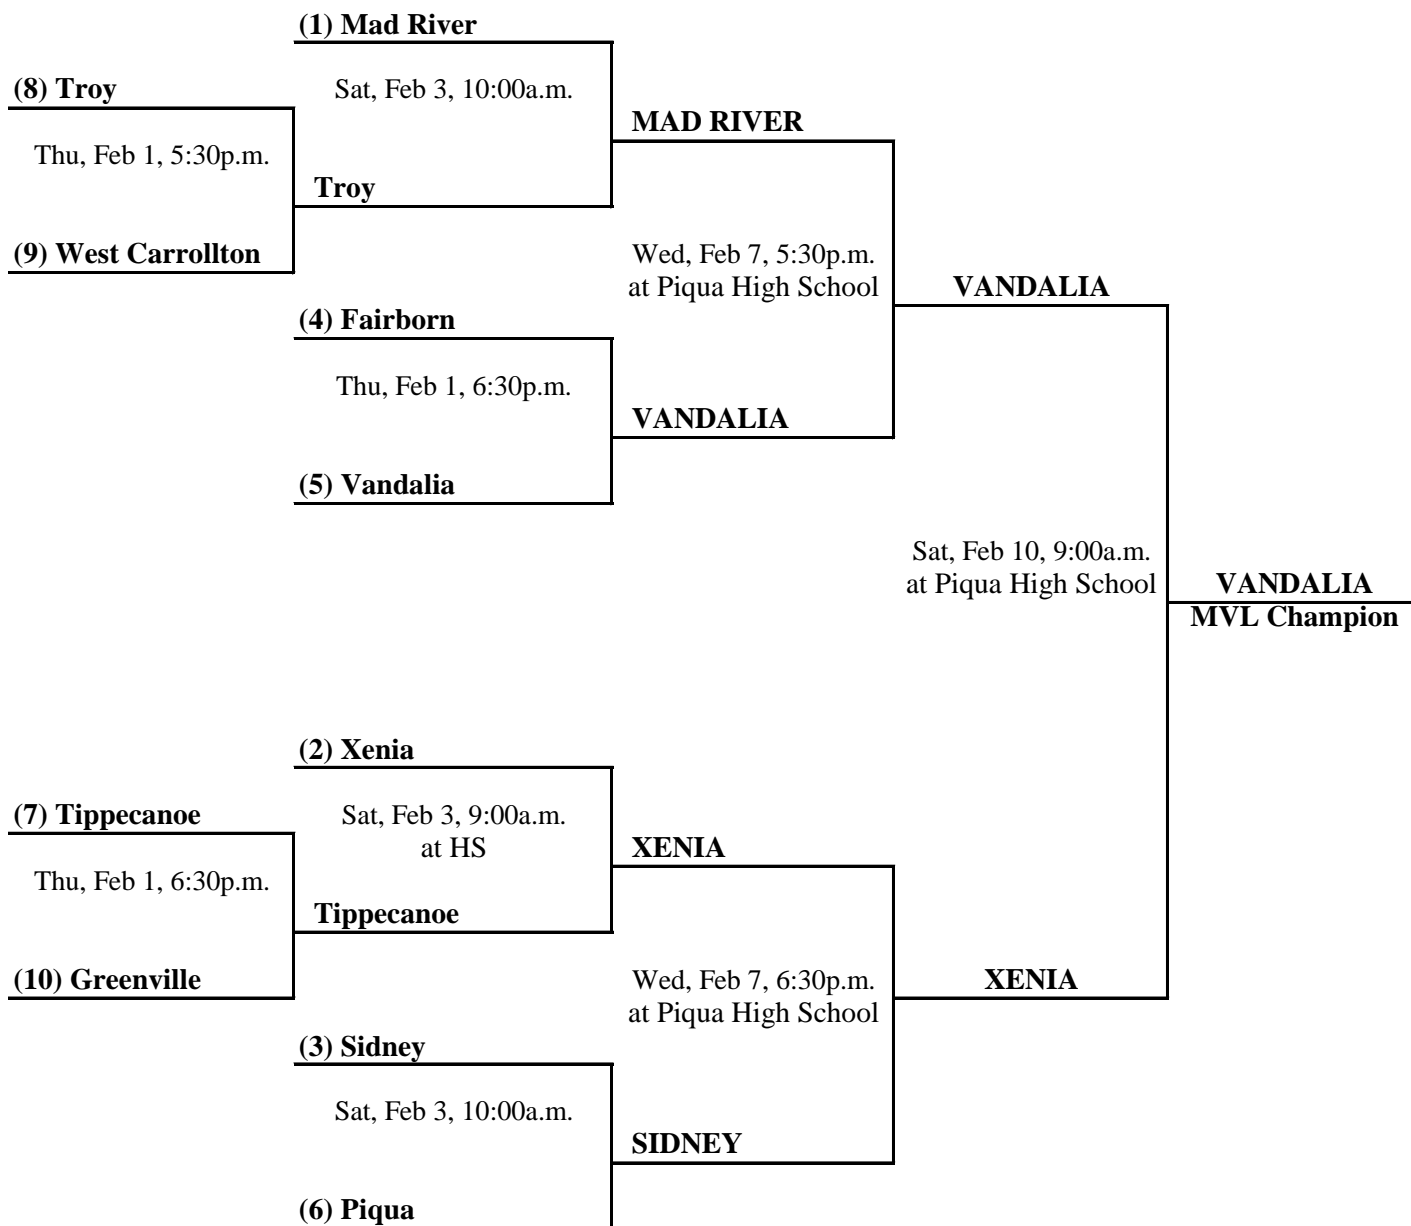 (1) Mad River
(8) Troy
Sat, Feb 3, 10:00a.m.
MAD RIVER
Thu, Feb 1, 5:30p.m.
Troy
(9) West Carrollton
Wed, Feb 7, 5:30p.m.
at Piqua High School
VANDALIA
(4) Fairborn
Thu, Feb 1, 6:30p.m.
VANDALIA
(5) Vandalia
Sat, Feb 10, 9:00a.m.
at Piqua High School
VANDALIA
MVL Champion
(2) Xenia
(7) Tippecanoe
Sat, Feb 3, 9:00a.m.
at HS
XENIA
Thu, Feb 1, 6:30p.m.
Tippecanoe
(10) Greenville
Wed, Feb 7, 6:30p.m.
at Piqua High School
XENIA
(3) Sidney
Sat, Feb 3, 10:00a.m.
SIDNEY
(6) Piqua